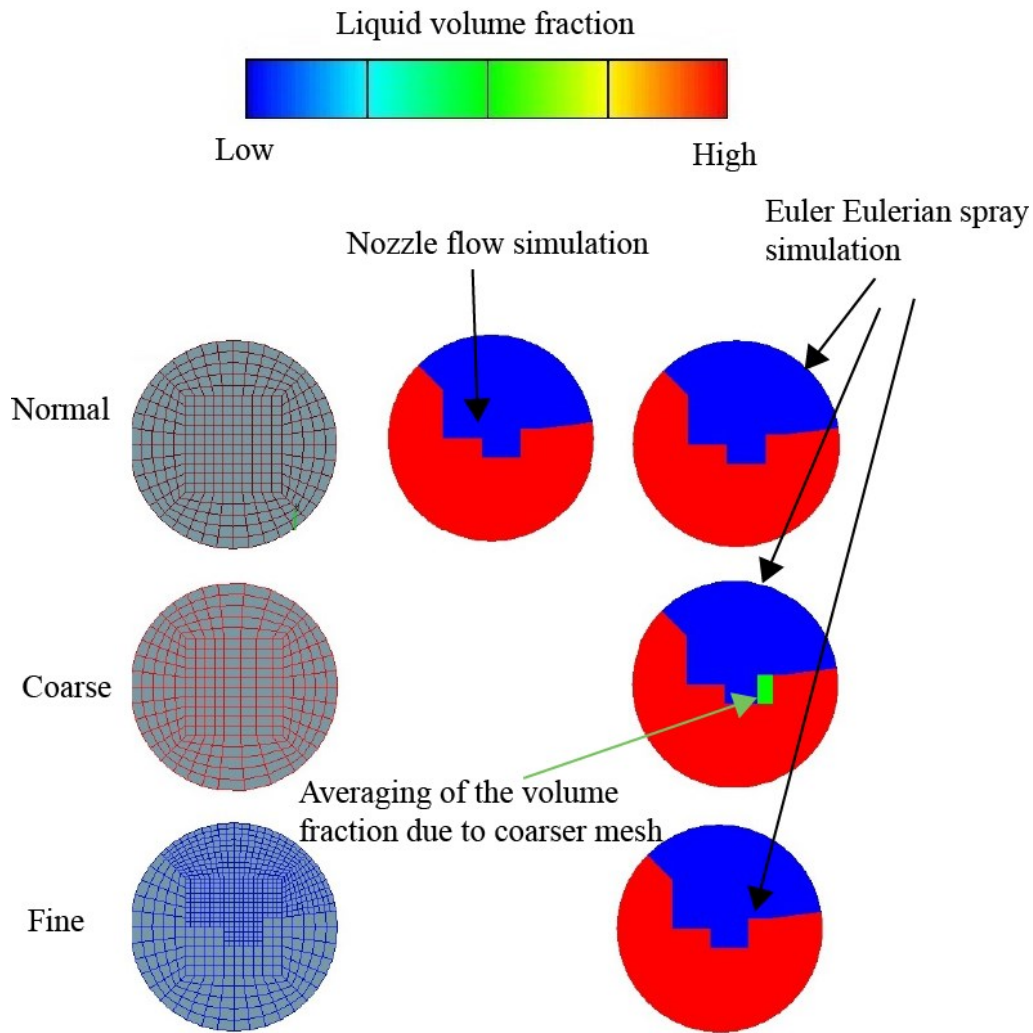 Liquid volume fraction
Low
High
Euler Eulerian spray
simulation
Nozzle flow simulation
Normal
Coarse
Averaging of the volume
fraction due to coarser mesh
Fine